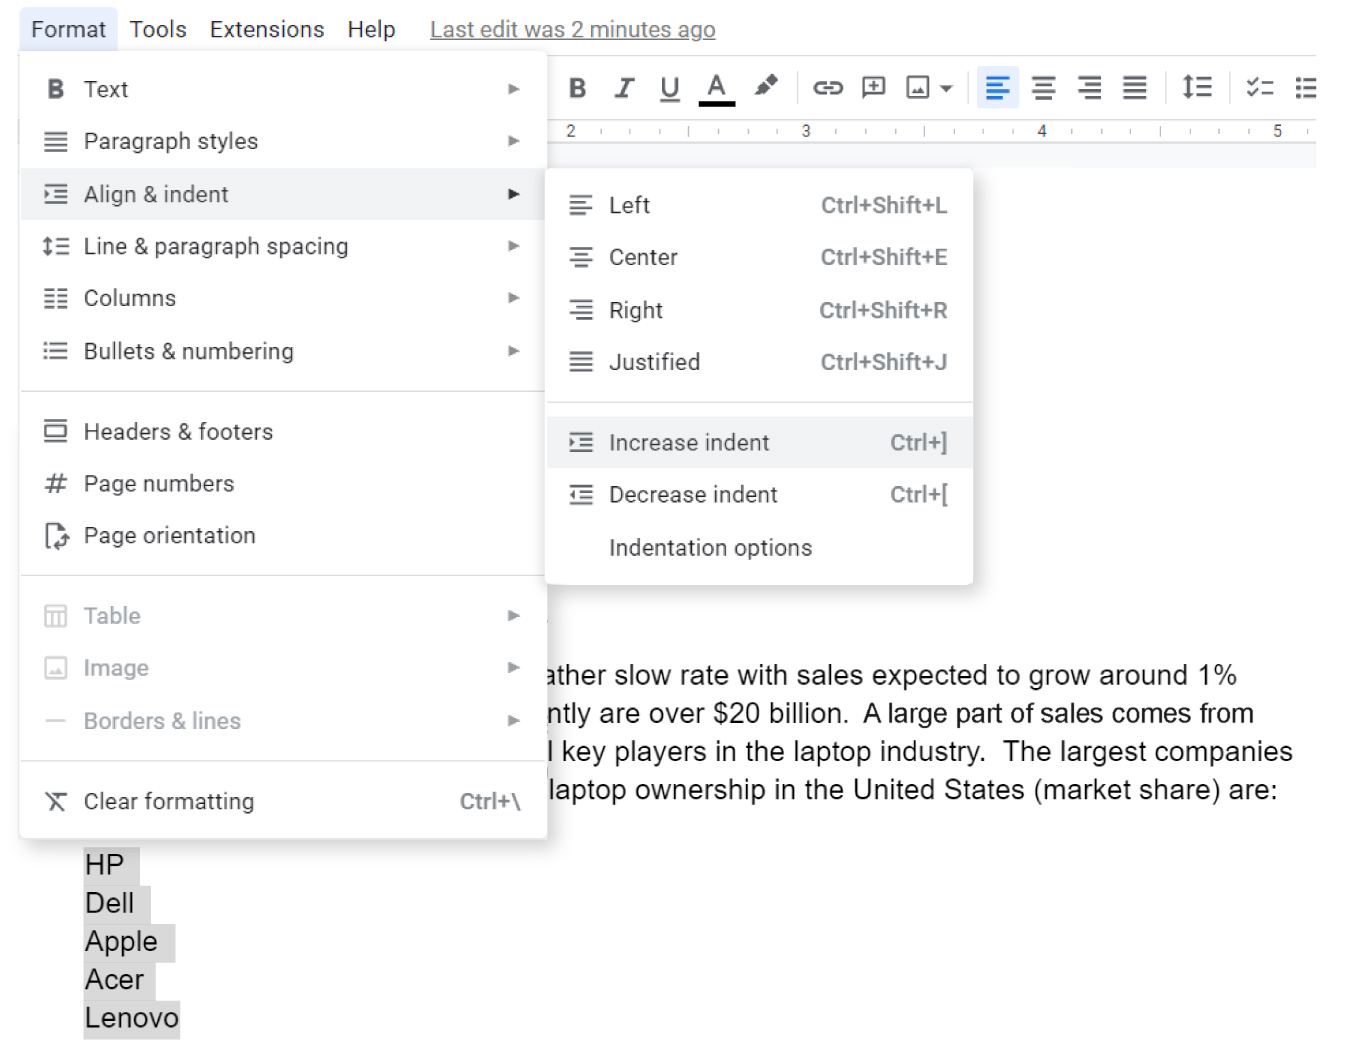 Format Tools Extensions Help Last edit was 2 minutes ago
B I U A
2 3 4 5
B Text
Paragraph styles
Align & indent
Line & paragraph spacing
Columns
Bullets & numbering
Headers & footers
# Page numbers
Page orientation
Table
Image
Borders & lines
Clear formatting Ctrl+\
Left Ctrl+Shift+L
Center Ctrl+Shift+E
Right Ctrl+Shift+R
Justified Ctrl+Shift+J
Increase indent Ctrl+]
Decrease indent Ctrl+[
Indentation options
ather slow rate with sales expected to grow around 1%
ntly are over $20 billion.  A large part of sales comes from
l key players in the laptop industry.  The largest companies
laptop ownership in the United States (market share) are:
HP
Dell
Apple
Acer
Lenovo